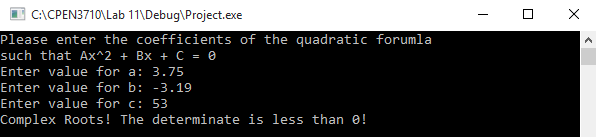 C:\CPEN3710\Lab 11\Debug\Project.exe
Please enter the coefficients of the quadratic forumla
such that Ax^2 + Bx + C = 0
Enter value for a: 3.75
Enter value for b: -3.19
Enter value for c: 53
Complex Roots! The determinate is less than 0!